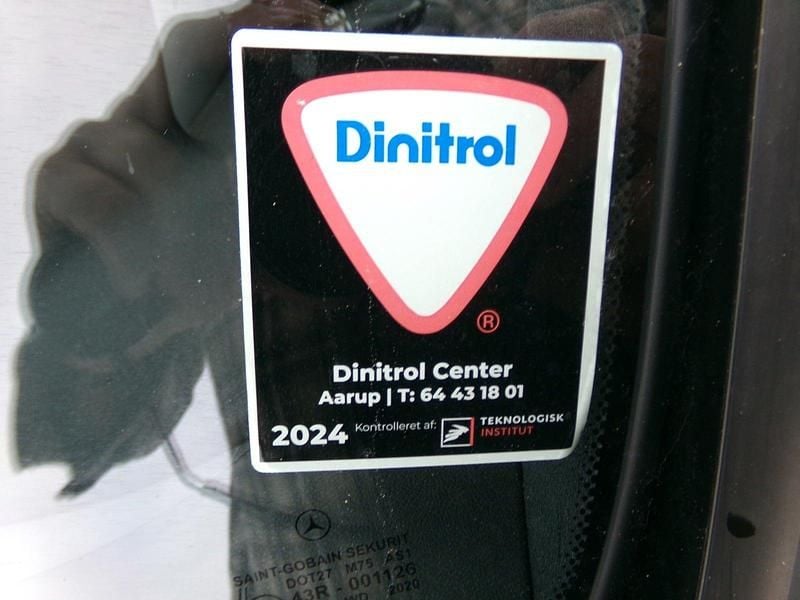 Dinitrol
®
Dinitrol Center
Aarup | T: 64 43 18 01
2024 Kontrolleret af: TEKNOLOGISK
INSTITUT
SAINT-GOBAIN SEKURIT
DOT27 M75 AS1
43R - 001126
2020